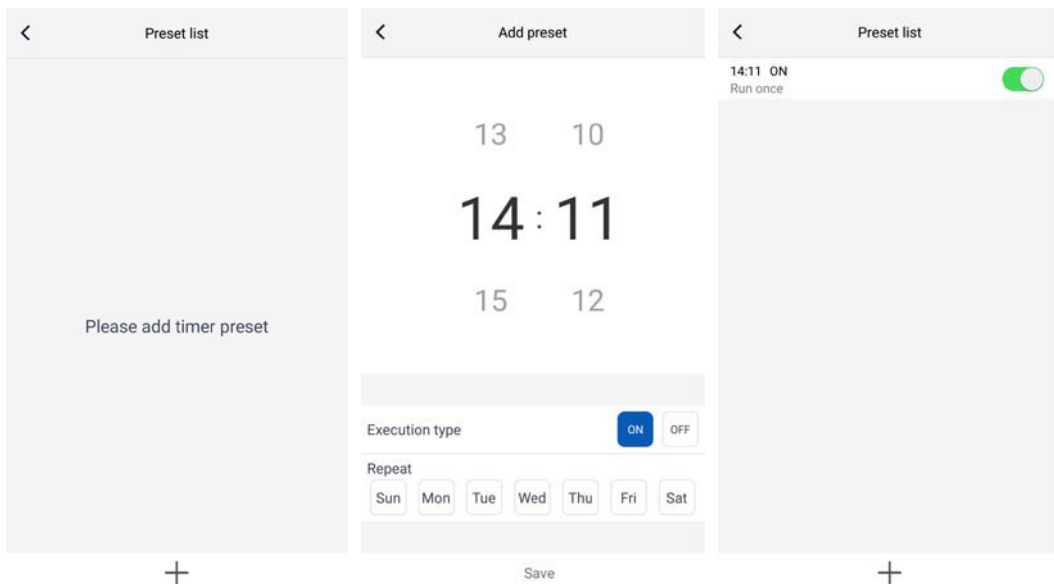 Preset list
Please add timer preset
Add preset
13 10
14 : 11
15 12
Execution type ON OFF
Repeat
Sun Mon Tue Wed Thu Fri Sat
Save
Preset list
14:11 ON
Run once